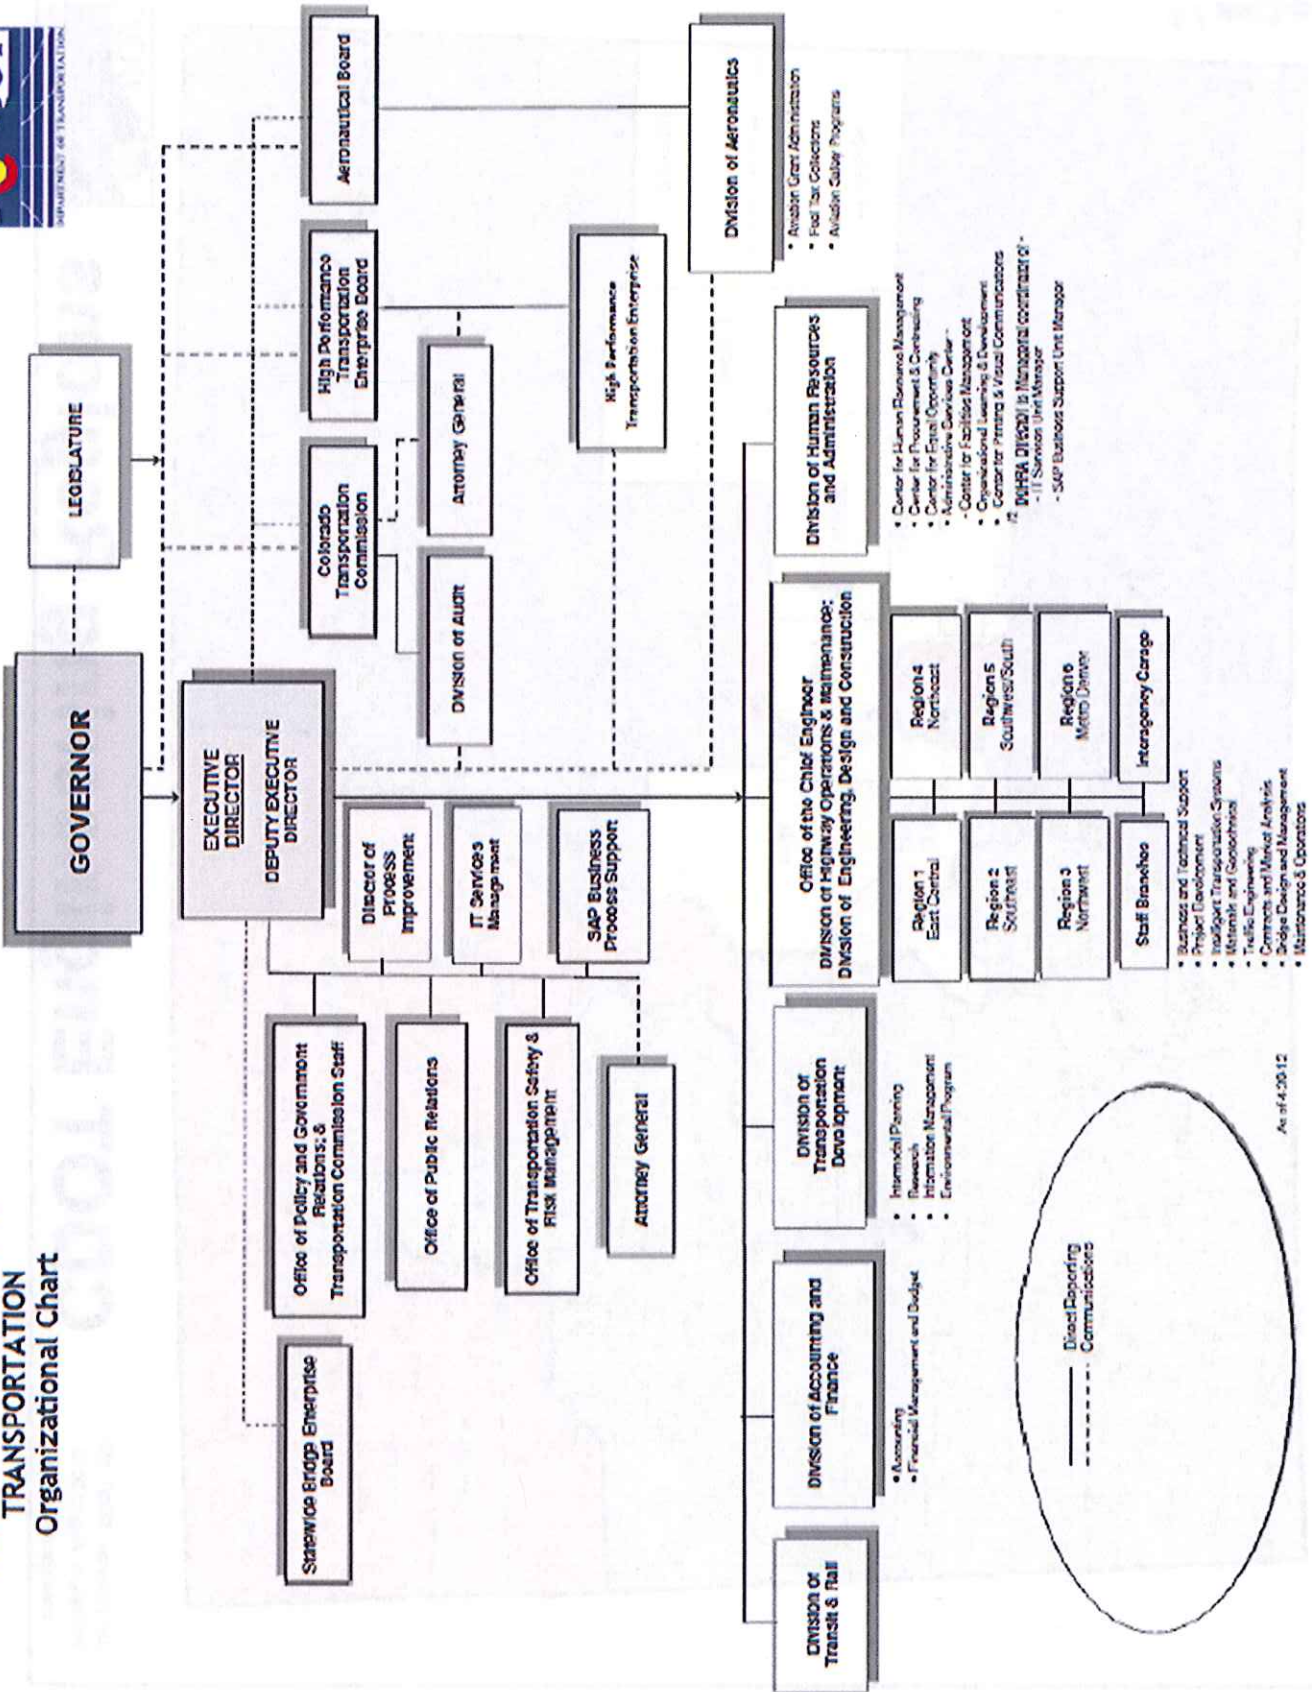 TRANSPORTATION
Organizational Chart
DEPARTMENT OF TRANSPORTATION
GOVERNOR
LEGISLATURE
EXECUTIVE
DIRECTOR
DEPUTY EXECUTIVE
DIRECTOR
Statewide Bridge Enterprise
Board
Office of Policy and Government
Relations; &
Transportation Commission Staff
Office of Public Relations
Office of Transportation Safety &
Risk Management
Attorney General
Director of
Process
Improvement
IT Services
Management
SAP Business
Process Support
Colorado
Transportation
Commission
High Performance
Transportation
Enterprise Board
Aeronautical Board
Division of Audit
Attorney General
High Performance
Transportation Enterprise
Division of
Transit & Rail
Division of Accounting and
Finance
• Accounting
• Financial Management and Budget
Division of
Transportation
Development
• Intermodal Planning
• Research
• Information Management
• Environmental Program
Office of the Chief Engineer
Division of Highway Operations & Maintenance;
Division of Engineering, Design and Construction
Region 1
East Central
Region 4
Northeast
Region 2
Southeast
Region 5
Southwest/South
Region 3
Northwest
Region 6
Metro Denver
Staff Branches
Interagency Garage
• Business and Technical Support
• Project Development
• Intelligent Transportation Systems
• Materials and Geotechnical
• Traffic Engineering
• Contracts and Market Analysis
• Bridge Design and Management
• Maintenance & Operations
Division of Human Resources
and Administration
• Center for Human Resource Management
• Center for Procurement & Contracting
• Center for Equal Opportunity
• Administrative Services Center
- Center for Facilities Management
• Organizational Learning & Development
Center for Printing & Visual Communications
- IT Services Unit Manager
- SAP Business Support Unit Manager
Division of Aeronautics
• Aviation Grant Administration
• Fuel Tax Collections
• Aviation Safety Programs
Direct Reporting
Communications
As of 4-30-12